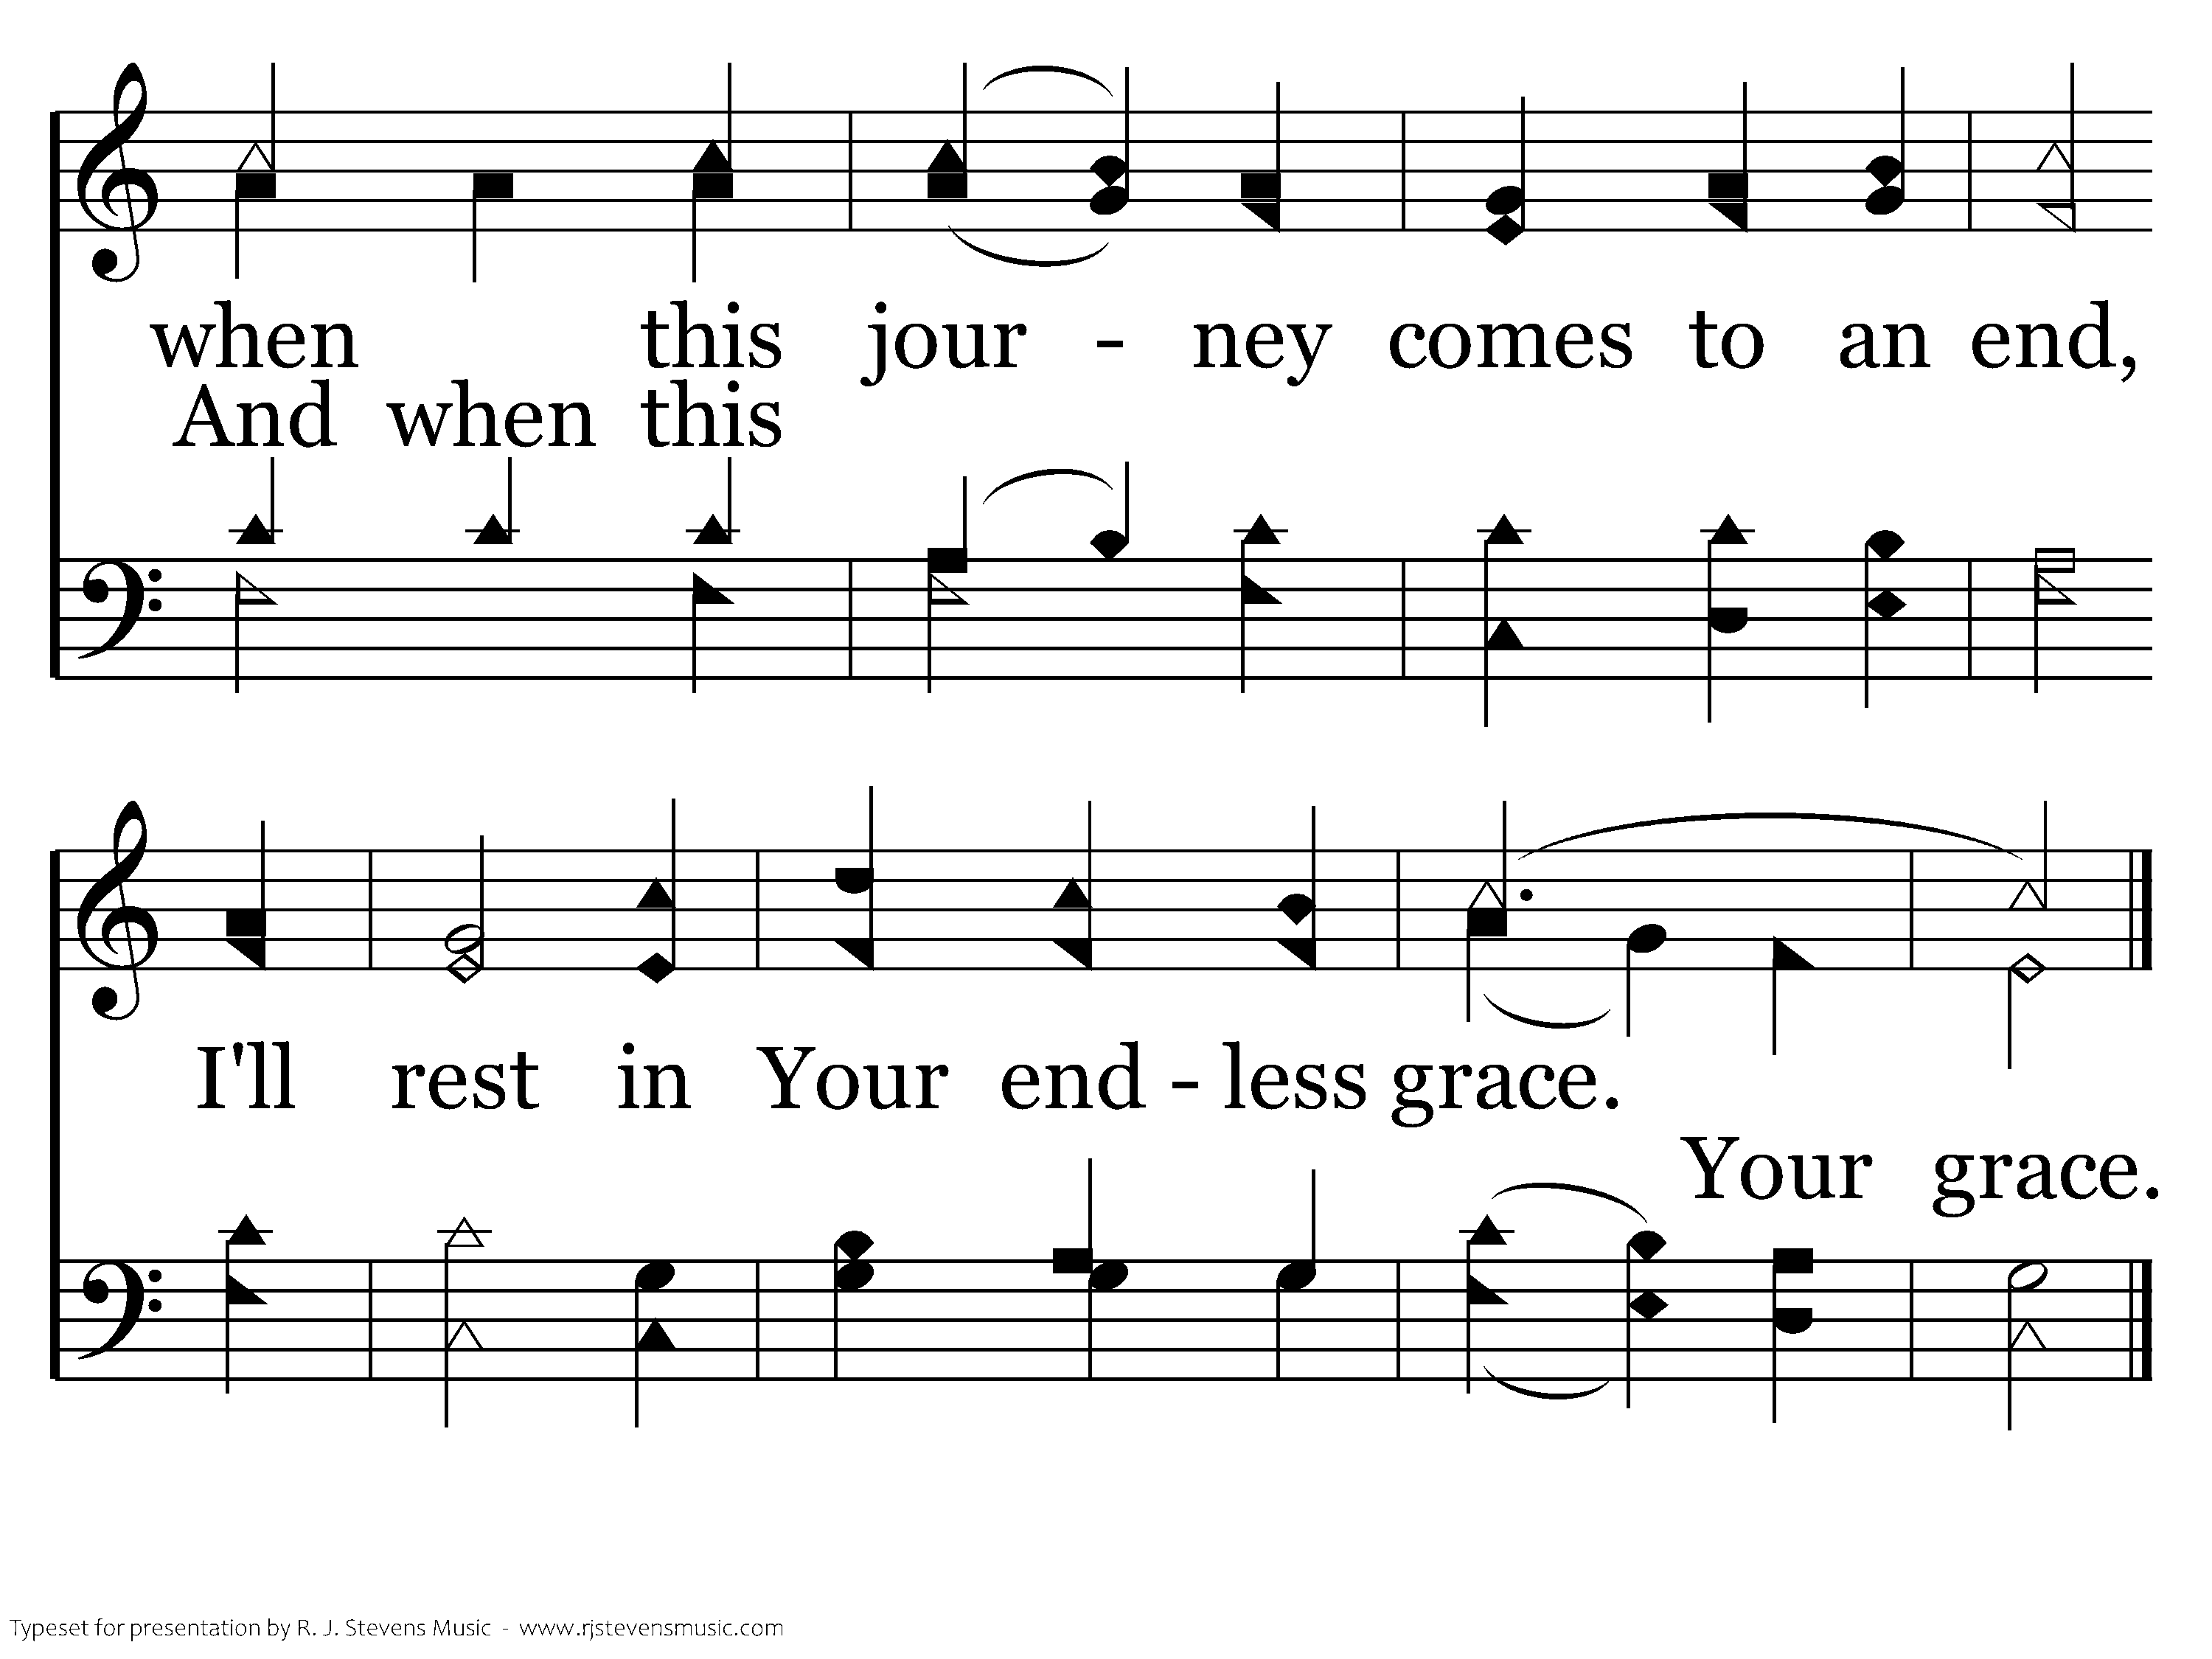 when this jour - ney comes to an end,
And when this
I'll rest in Your end - less grace.
Your grace.
Typeset for presentation by R. J. Stevens Music - www.rjstevensmusic.com